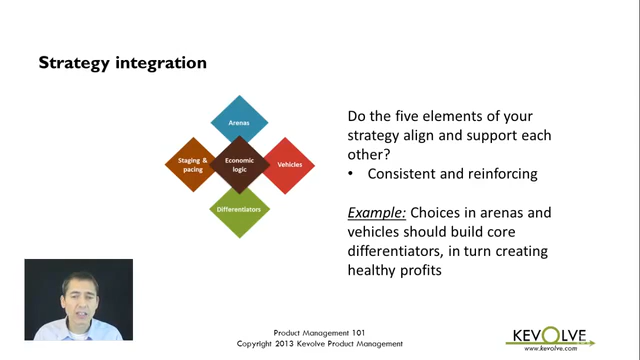 Strategy integration
Arenas
Staging &
pacing
Economic
logic
Vehicles
Differentiators
Do the five elements of your
strategy align and support each
other?
• Consistent and reinforcing
Example: Choices in arenas and
vehicles should build core
differentiators, in turn creating
healthy profits
Product Management 101
Copyright 2013 Kevolve Product Management
KEVOLVE
www.kevolve.com